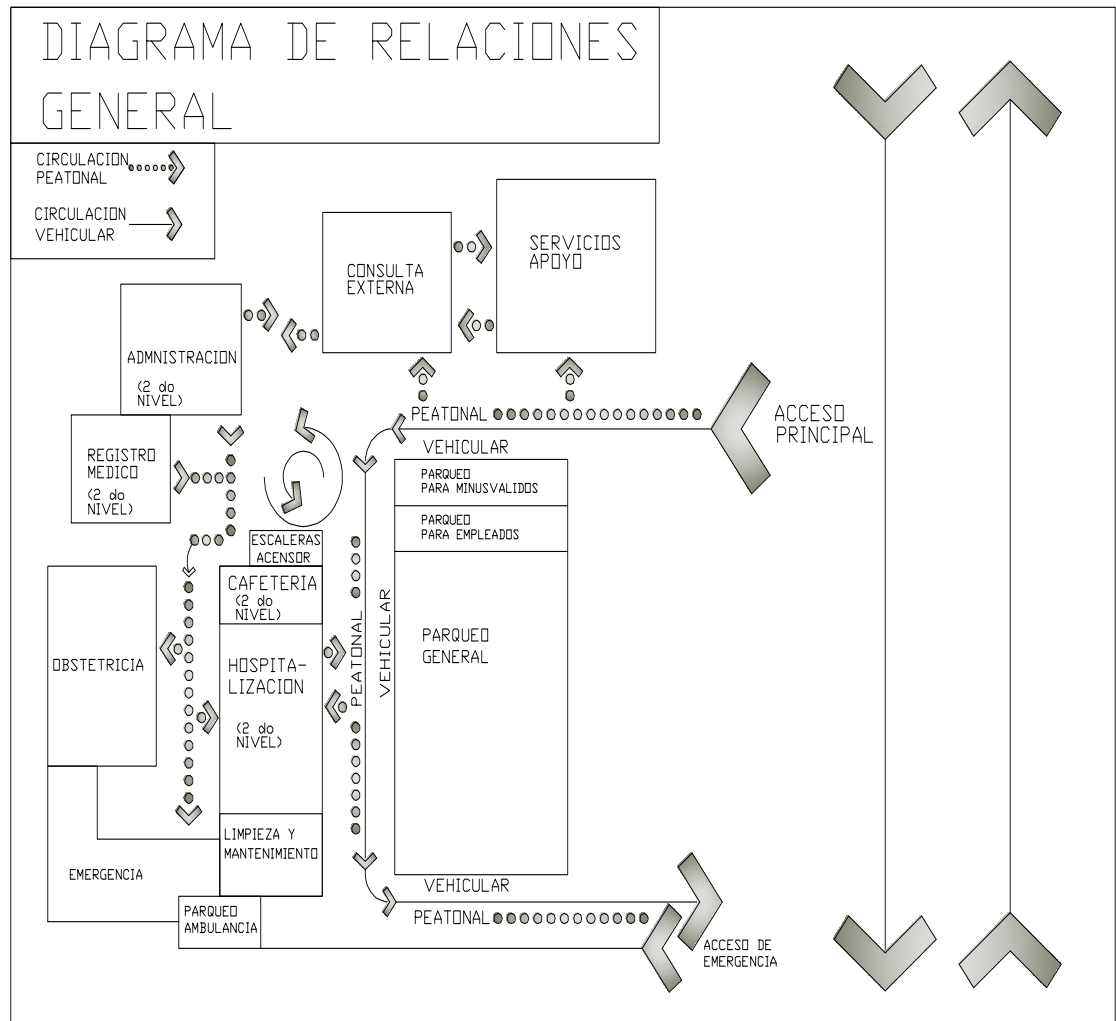 DIAGRAMA DE RELACIONES
GENERAL
CIRCULACION
PEATONAL
CIRCULACION
VEHICULAR
CONSULTA
EXTERNA
SERVICIOS
APOYO
ADMNISTRACION
(2 do
NIVEL)
REGISTRO
MEDICO
(2 do
NIVEL)
PEATONAL
VEHICULAR
ACCESO
PRINCIPAL
PARQUEO
PARA MINUSVALIDOS
PARQUEO
PARA EMPLEADOS
PARQUEO
GENERAL
ESCALERAS
ACENSOR
CAFETERIA
(2 do
NIVEL)
HOSPITA-
LIZACION
(2 do
NIVEL)
PEATONAL
VEHICULAR
OBSTETRICIA
LIMPIEZA Y
MANTENIMIENTO
EMERGENCIA
PARQUEO
AMBULANCIA
VEHICULAR
PEATONAL
ACCESO DE
EMERGENCIA